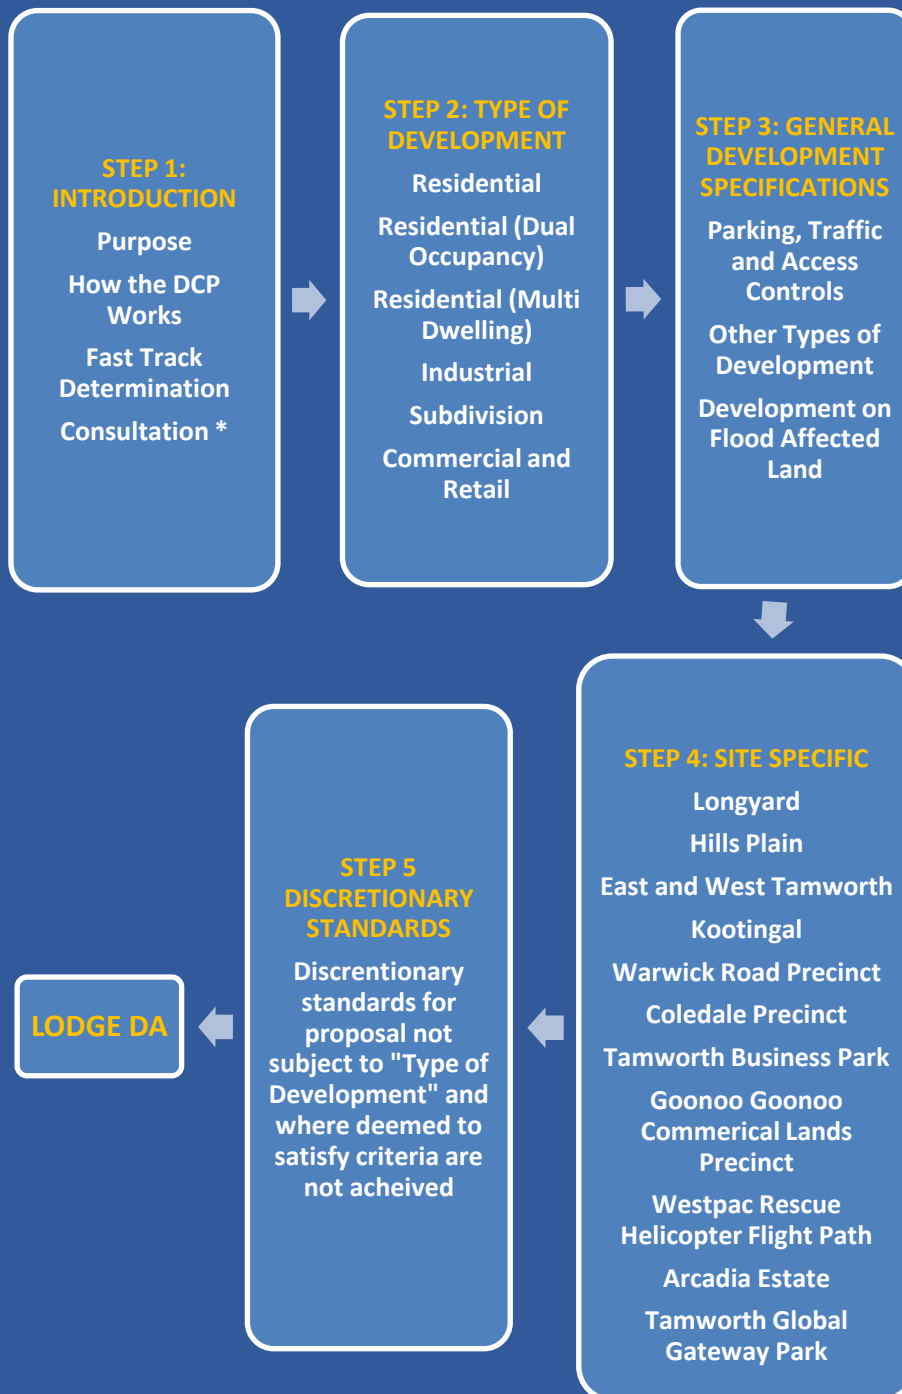 STEP 1:
INTRODUCTION
Purpose
How the DCP
Works
Fast Track
Determination
Consultation *
STEP 2: TYPE OF
DEVELOPMENT
Residential
Residential (Dual
Occupancy)
Residential (Multi
Dwelling)
Industrial
Subdivision
Commercial and
Retail
STEP 3: GENERAL
DEVELOPMENT
SPECIFICATIONS
Parking, Traffic
and Access
Controls
Other Types of
Development
Development on
Flood Affected
Land
STEP 4: SITE SPECIFIC
Longyard
Hills Plain
East and West Tamworth
Kootingal
Warwick Road Precinct
Coledale Precinct
Tamworth Business Park
Goonoo Goonoo
Commerical Lands
Precinct
Westpac Rescue
Helicopter Flight Path
Arcadia Estate
Tamworth Global
Gateway Park
STEP 5
DISCRETIONARY
STANDARDS
Discrentionary
standards for
proposal not
subject to "Type of
Development" and
where deemed to
satisfy criteria are
not acheived
LODGE DA